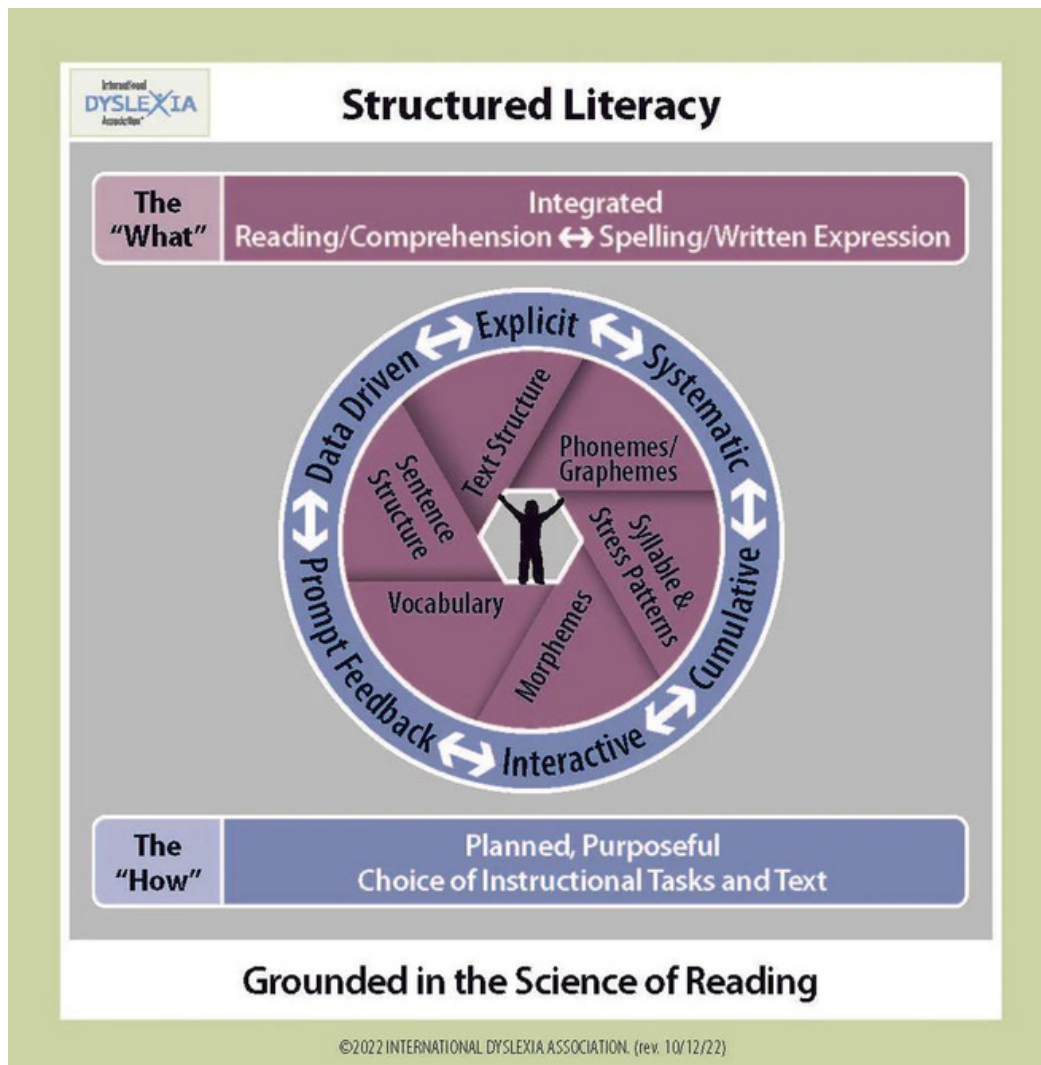 International
DYSLEXIA
Association®
Structured Literacy
The
“What”
Integrated
Reading/Comprehension ↔ Spelling/Written Expression
Explicit
Systematic
Cumulative
Interactive
Prompt Feedback
Data Driven
Text Structure
Phonemes/
Graphemes
Syllable &
Stress Patterns
Morphemes
Vocabulary
Sentence
Structure
The
“How”
Planned, Purposeful
Choice of Instructional Tasks and Text
Grounded in the Science of Reading
©2022 INTERNATIONAL DYSLEXIA ASSOCIATION. (rev. 10/12/22)